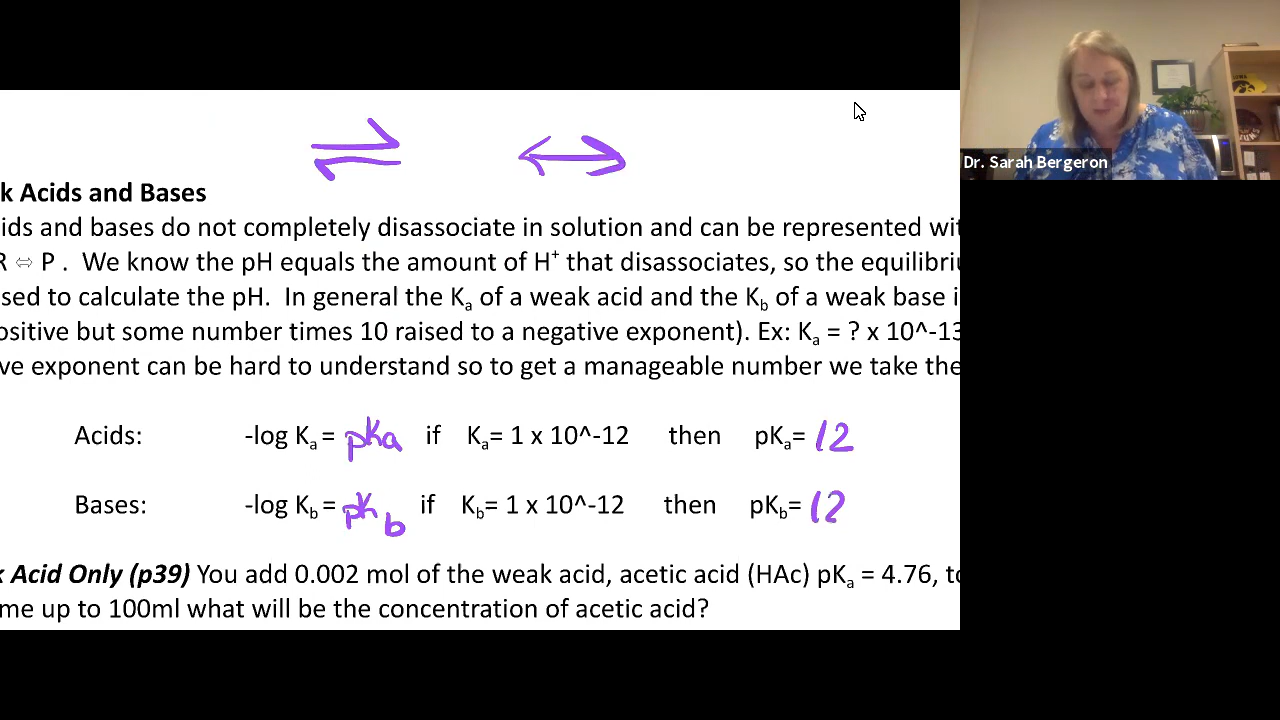 Dr. Sarah Bergeron
k Acids and Bases
ids and bases do not completely disassociate in solution and can be represented wit
R ⇔ P . We know the pH equals the amount of H⁺ that disassociates, so the equilibriu
sed to calculate the pH. In general the Kₐ of a weak acid and the K_b of a weak base i
ositive but some number times 10 raised to a negative exponent). Ex: Kₐ = ? x 10^-13
ve exponent can be hard to understand so to get a manageable number we take the
Acids: -log Kₐ = pKa if Kₐ= 1 x 10^-12 then pKₐ= 12
Bases: -log K_b = pK_b if K_b= 1 x 10^-12 then pK_b= 12
k Acid Only (p39) You add 0.002 mol of the weak acid, acetic acid (HAc) pKₐ = 4.76, to
me up to 100ml what will be the concentration of acetic acid?